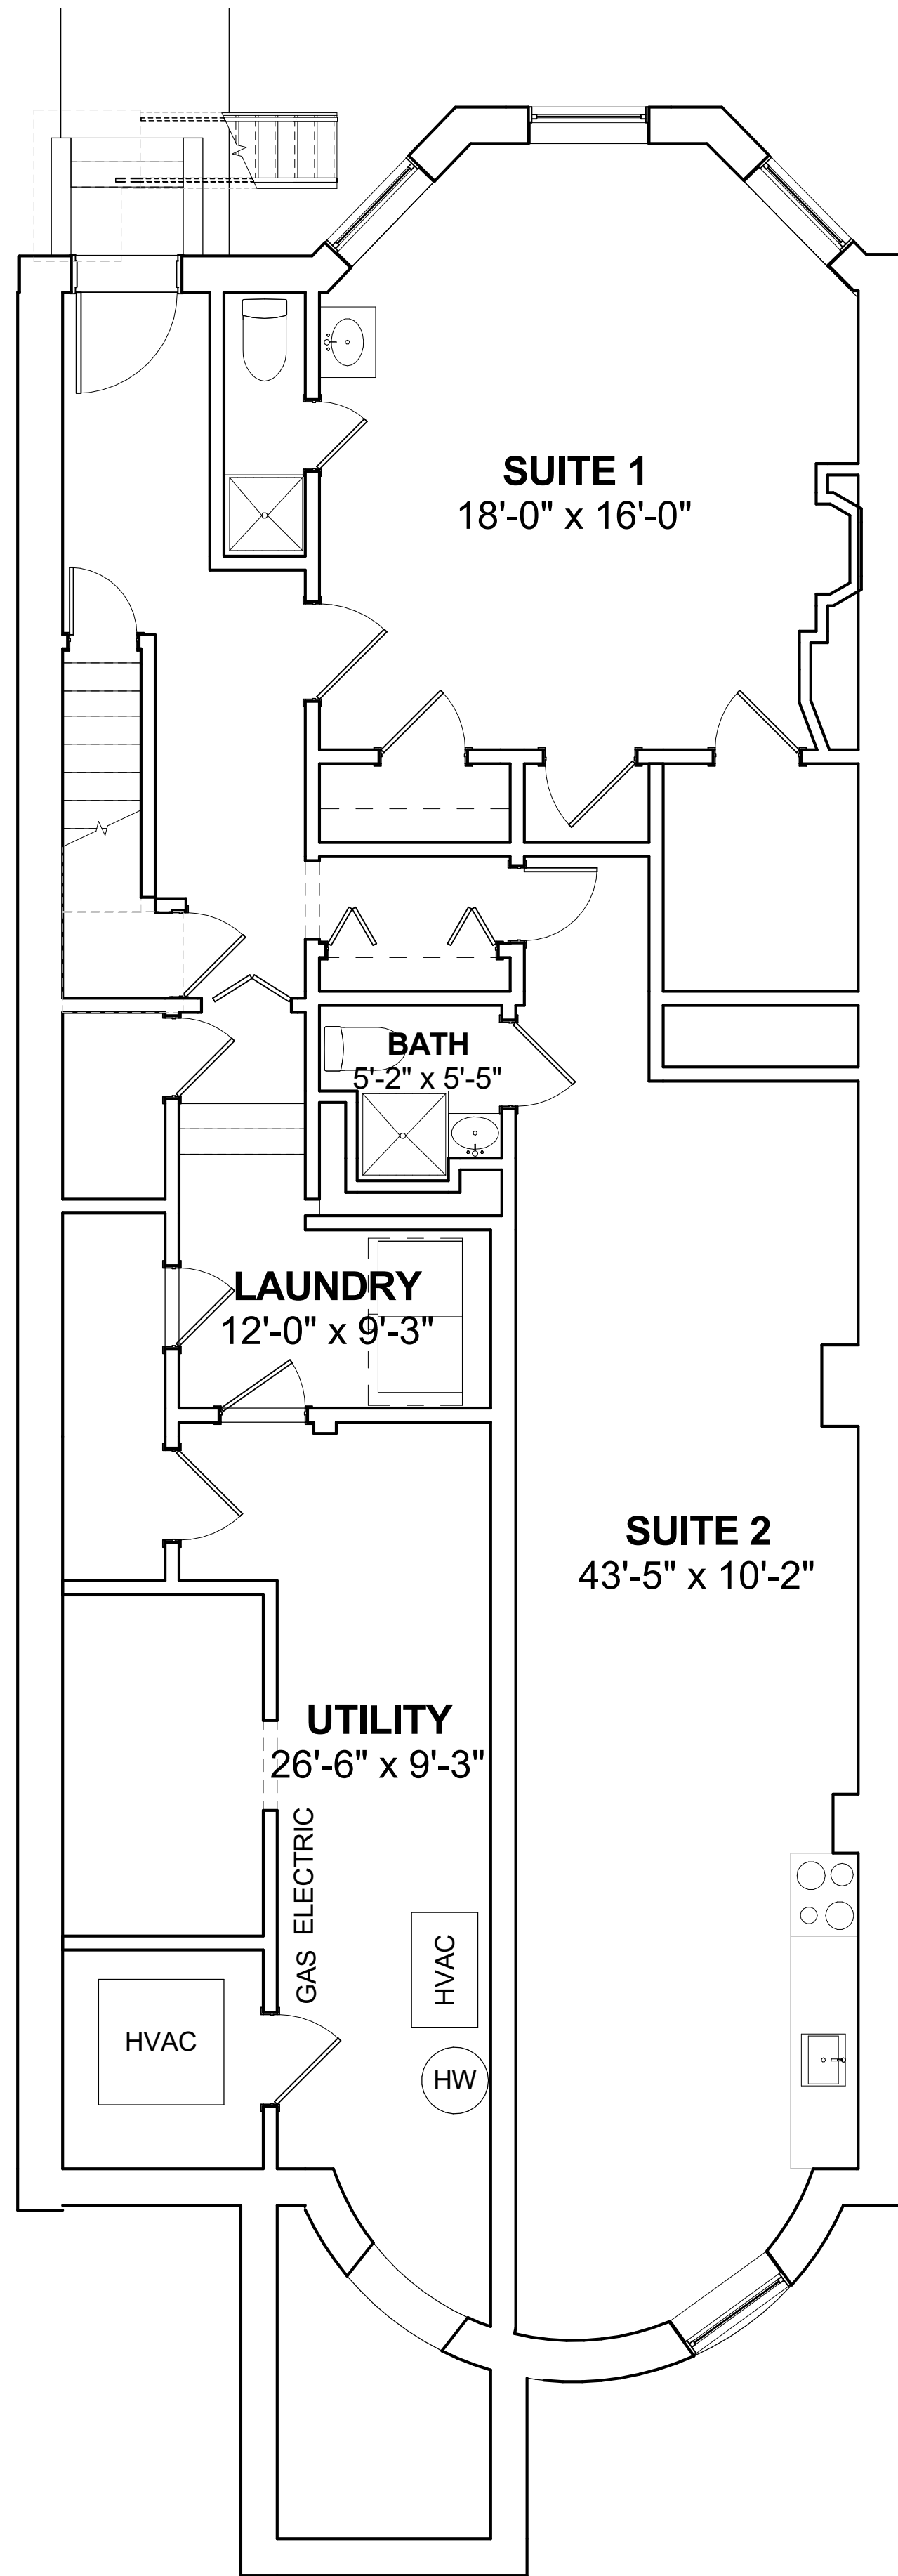 SUITE 1
18'-0" x 16'-0"
BATH
5'-2" x 5'-5"
LAUNDRY
12'-0" x 9'-3"
SUITE 2
43'-5" x 10'-2"
UTILITY
26'-6" x 9'-3"
GAS ELECTRIC
HVAC
HVAC
HW